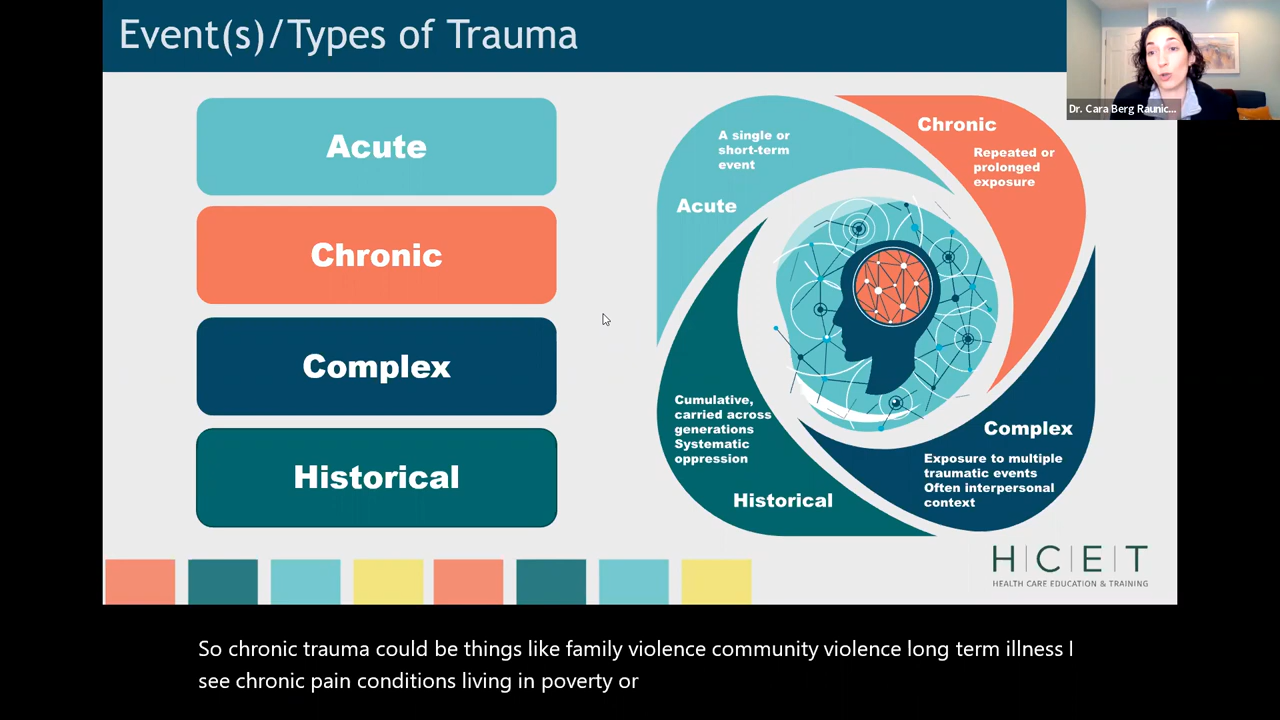 Event(s)/Types of Trauma
Dr. Cara Berg Raunic...
Acute
Chronic
Complex
Historical
A single or
short-term
event
Acute
Chronic
Repeated or
prolonged
exposure
Cumulative,
carried across
generations
Systematic
oppression
Historical
Complex
Exposure to multiple
traumatic events
Often interpersonal
context
H|C|E|T
HEALTH CARE EDUCATION & TRAINING
So chronic trauma could be things like family violence community violence long term illness I
see chronic pain conditions living in poverty or